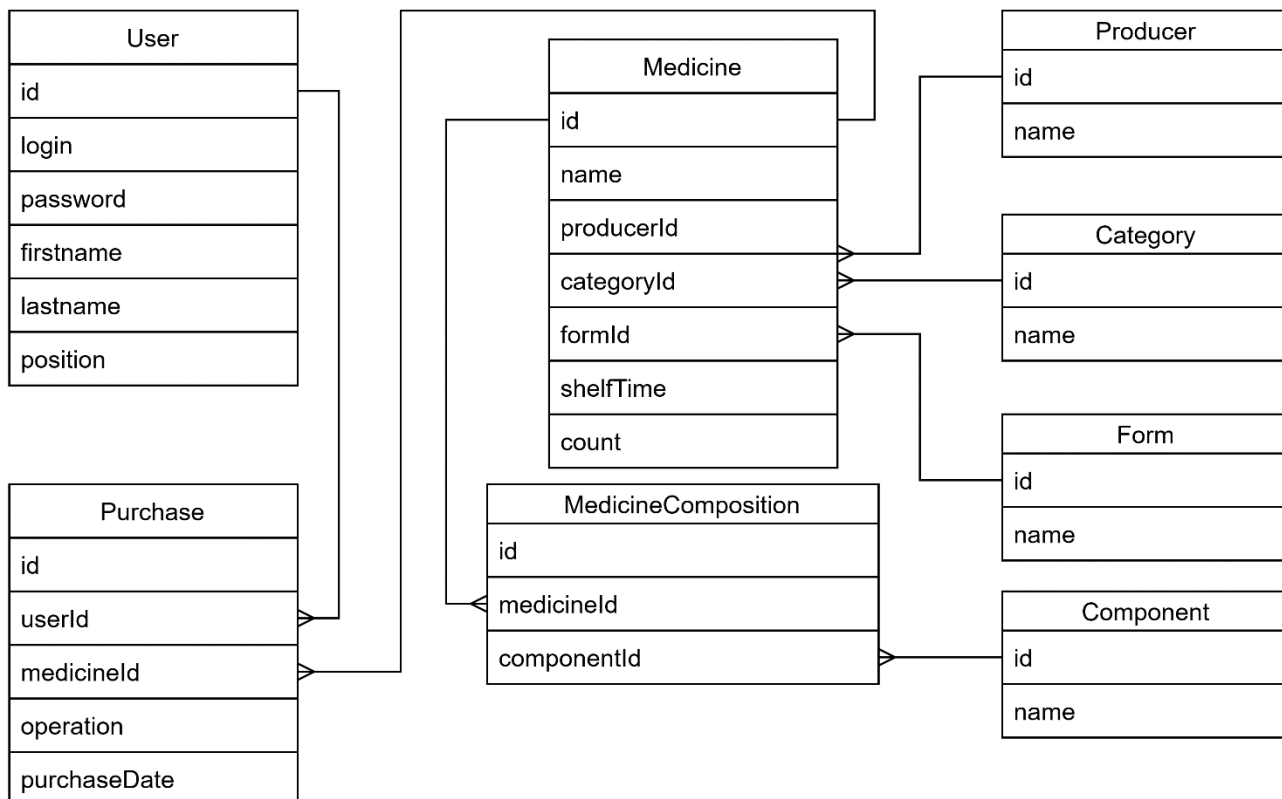 User
id
login
password
firstname
lastname
position
Purchase
id
userId
medicineId
operation
purchaseDate
Medicine
id
name
producerId
categoryId
formId
shelfTime
count
MedicineComposition
id
medicineId
componentId
Producer
id
name
Category
id
name
Form
id
name
Component
id
name